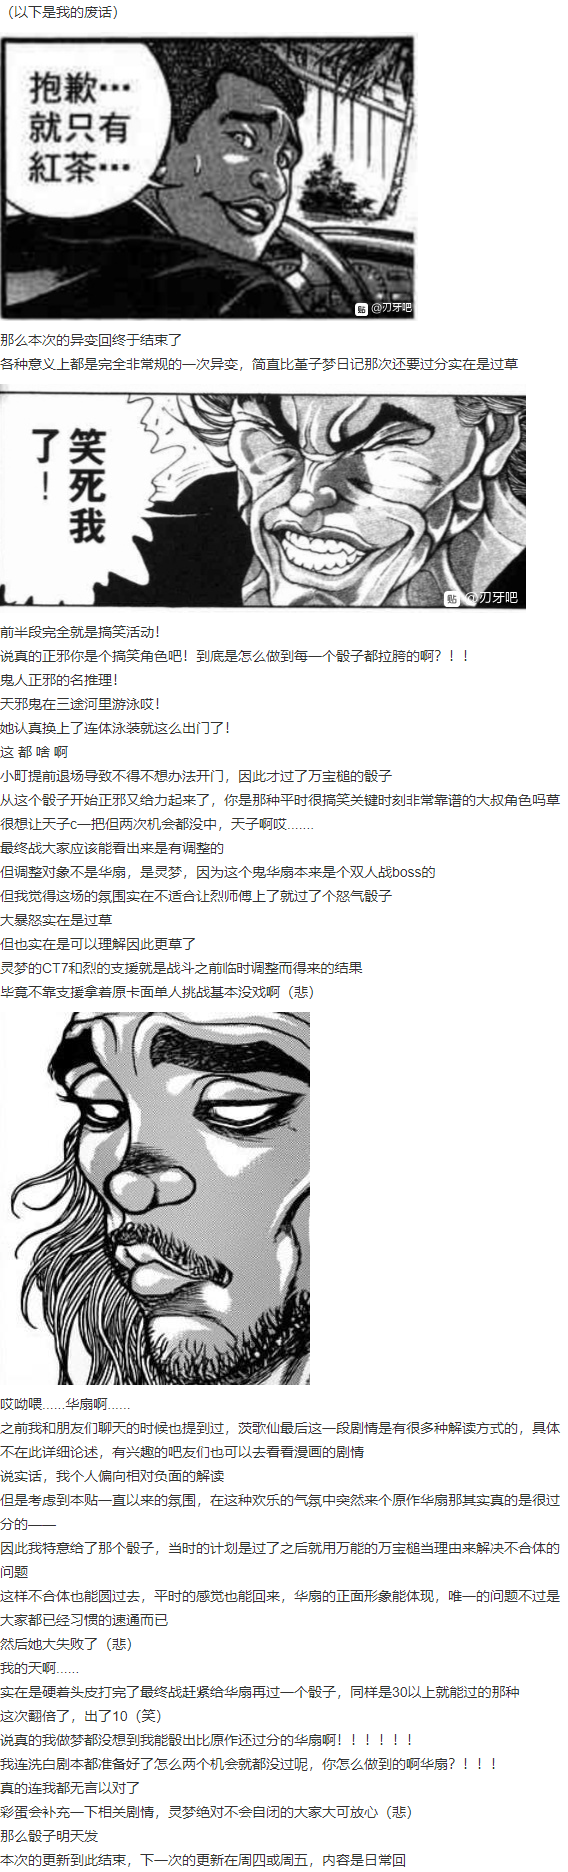 （以下是我的废话）
抱歉…
就只有
紅茶…
贴 @刃牙吧
那么本次的异变回终于结束了
各种意义上都是完全非常规的一次异变，简直比堇子梦日记那次还要过分实在是过草
笑死我
了！
贴 @刃牙吧
前半段完全就是搞笑活动！
说真的正邪你是个搞笑角色吧！到底是怎么做到每一个骰子都拉胯的啊？！！
鬼人正邪的名推理！
天邪鬼在三途河里游泳哎！
她认真换上了连体泳装就这么出门了！
这 都 啥 啊
小町提前退场导致不得不想办法开门，因此才过了万宝槌的骰子
从这个骰子开始正邪又给力起来了，你是那种平时很搞笑关键时刻非常靠谱的大叔角色吗草
很想让天子c一把但两次机会都没中，天子啊哎.......
最终战大家应该能看出来是有调整的
但调整对象不是华扇，是灵梦，因为这个鬼华扇本来是个双人战boss的
但我觉得这场的氛围实在不适合让烈师傅上了就过了个怒气骰子
大暴怒实在是过草
但也实在是可以理解因此更草了
灵梦的CT7和烈的支援就是战斗之前临时调整而得来的结果
毕竟不靠支援拿着原卡面单人挑战基本没戏啊（悲）
哎呦喂......华扇啊......
之前我和朋友们聊天的时候也提到过，茨歌仙最后这一段剧情是有很多种解读方式的，具体
不在此详细论述，有兴趣的吧友们也可以去看看漫画的剧情
说实话，我个人偏向相对负面的解读
但是考虑到本贴一直以来的氛围，在这种欢乐的气氛中突然来个原作华扇那其实真的是很过
分的——
因此我特意给了那个骰子，当时的计划是过了之后就用万能的万宝槌当理由来解决不合体的
问题
这样不合体也能圆过去，平时的感觉也能回来，华扇的正面形象能体现，唯一的问题不过是
大家都已经习惯的速通而已
然后她大失败了（悲）
我的天啊......
实在是硬着头皮打完了最终战赶紧给华扇再过一个骰子，同样是30以上就能过的那种
这次翻倍了，出了10（笑）
说真的我做梦都没想到我能骰出比原作还过分的华扇啊！！！！！！
我连洗白剧本都准备好了怎么两个机会就都没过呢，你怎么做到的啊华扇？！！！
真的连我都无言以对了
彩蛋会补充一下相关剧情，灵梦绝对不会自闭的大家大可放心（悲）
那么骰子明天发
本次的更新到此结束，下一次的更新在周四或周五，内容是日常回